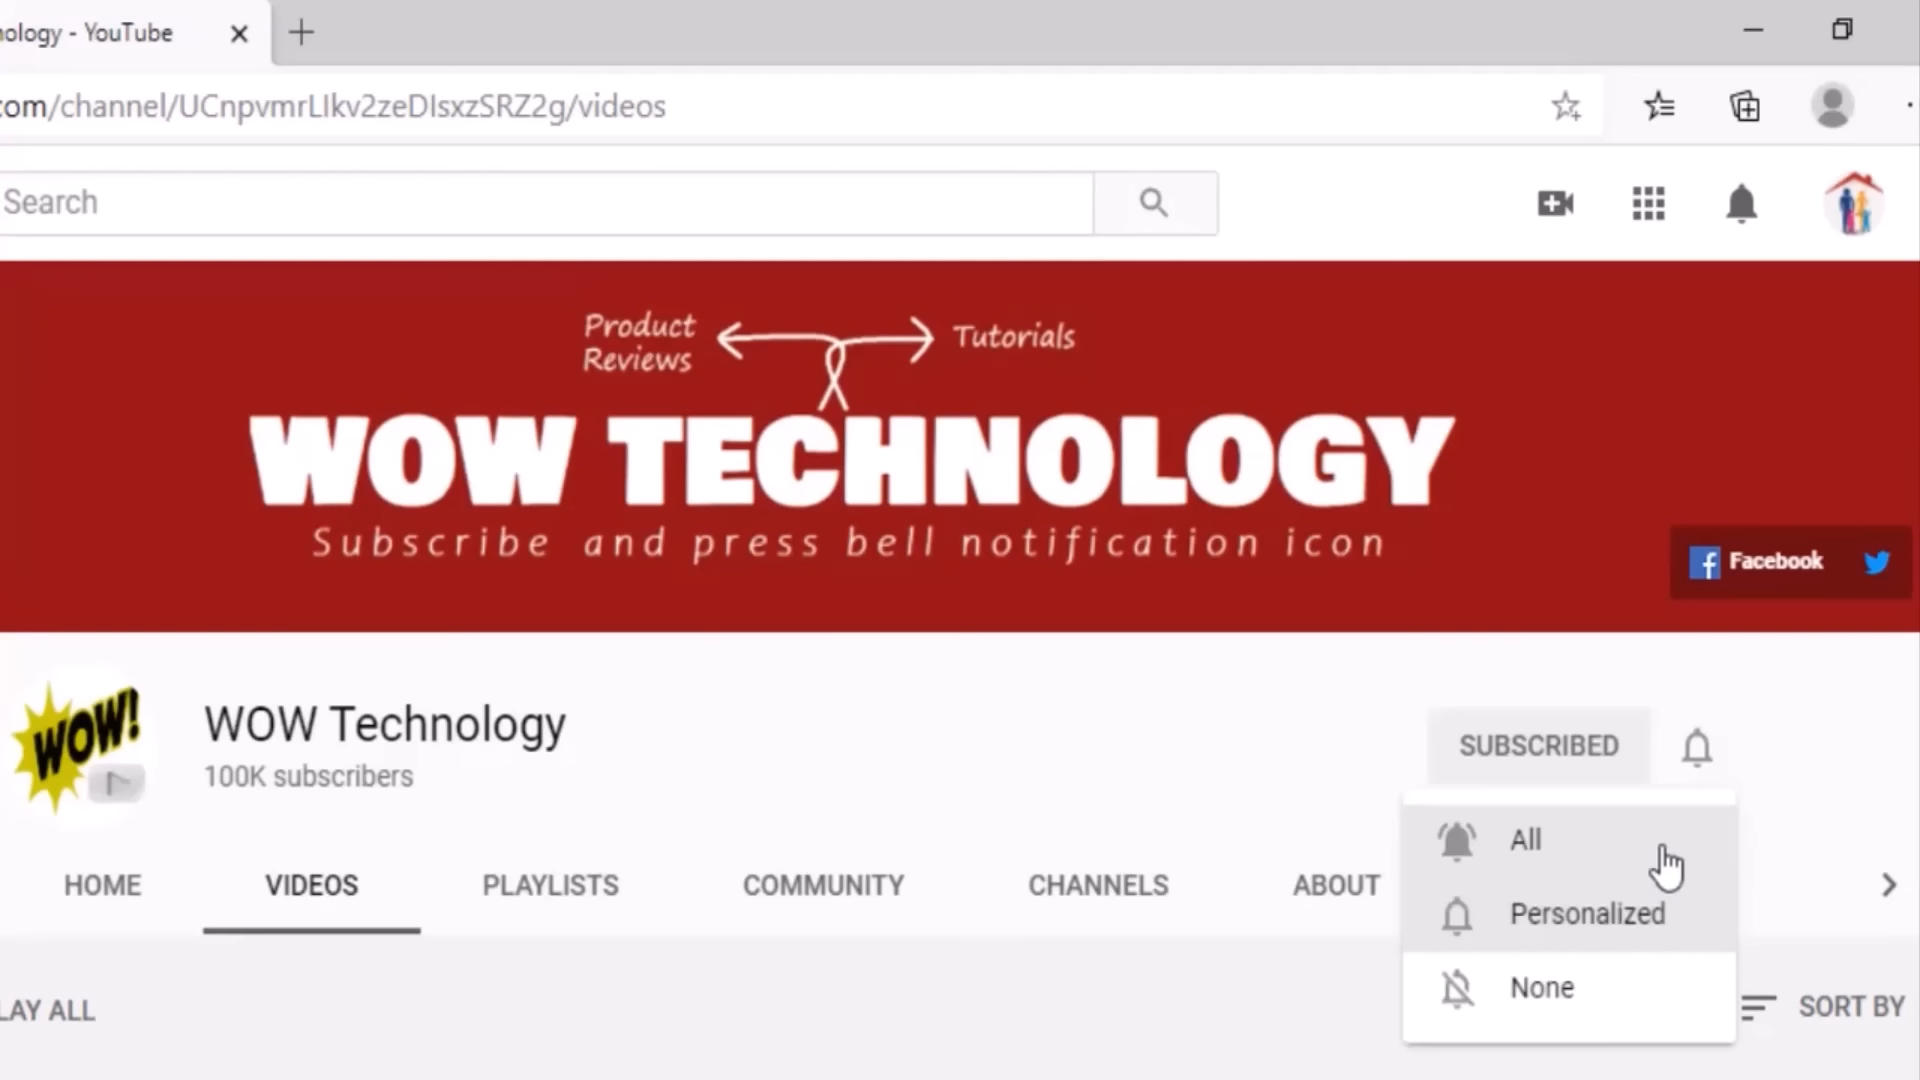 nology - YouTube
com/channel/UCnpvmrLIkv2zeDIsxzSRZ2g/videos
Search
Product
Reviews
Tutorials
WOW TECHNOLOGY
Subscribe and press bell notification icon
Facebook
WOW!
WOW Technology
100K subscribers
SUBSCRIBED
All
HOME
VIDEOS
PLAYLISTS
COMMUNITY
CHANNELS
ABOUT
Personalized
None
LAY ALL
SORT BY